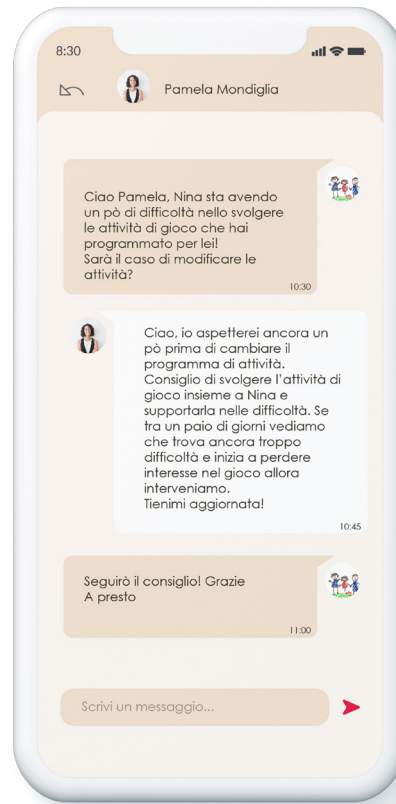 8:30
Pamela Mondiglia
Ciao Pamela, Nina sta avendo
un pò di difficoltà nello svolgere
le attività di gioco che hai
programmato per lei!
Sarà il caso di modificare le
attività?
10:30
Ciao, io aspetterei ancora un
pò prima di cambiare il
programma di attività.
Consiglio di svolgere l'attività di
gioco insieme a Nina e
supportarla nelle difficoltà. Se
tra un paio di giorni vediamo
che trova ancora troppo
difficoltà e inizia a perdere
interesse nel gioco allora
interveniamo.
Tienimi aggiornata!
10:45
Seguirò il consiglio! Grazie
A presto
11:00
Scrivi un messaggio...